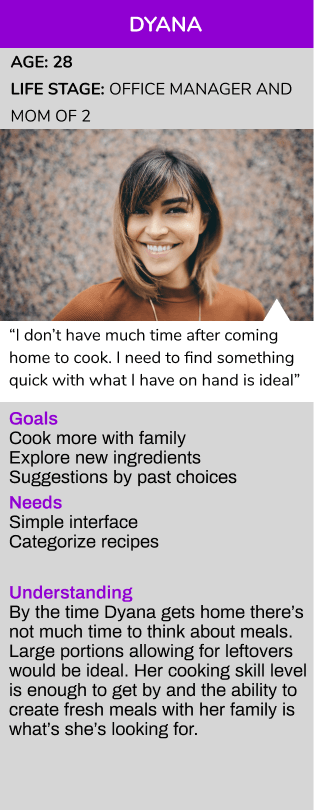 DYANA
AGE: 28
LIFE STAGE: OFFICE MANAGER AND
MOM OF 2
“I don’t have much time after coming
home to cook. I need to find something
quick with what I have on hand is ideal”
Goals
Cook more with family
Explore new ingredients
Suggestions by past choices
Needs
Simple interface
Categorize recipes
Understanding
By the time Dyana gets home there’s
not much time to think about meals.
Large portions allowing for leftovers
would be ideal. Her cooking skill level
is enough to get by and the ability to
create fresh meals with her family is
what’s she’s looking for.